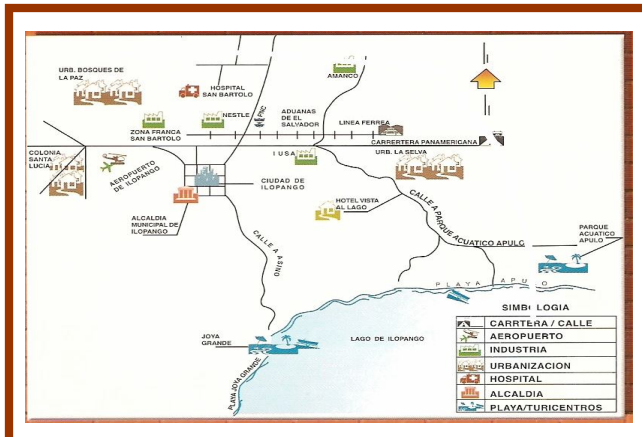 URB. BOSQUES DE
LA PAZ
HOSPITAL
SAN BARTOLO
AMANCO
NESTLE
PNC
ADUANAS
DE EL
SALVADOR
LINEA FERREA
ZONA FRANCA
SAN BARTOLO
CARRERTERA PANAMERICANA
COLONIA
SANTA
LUCIA
AEROPUERTO
DE ILOPANGO
IUSA
URB. LA SELVA
CIUDAD DE
ILOPANGO
HOTEL VISTA
AL LAGO
ALCALDIA
MUNICIPAL DE
ILOPANGO
CALLE A ASINO
CALLE A PARQUE ACUATICO APULO
PARQUE
ACUATICO
APULO
PLAYA APULO
JOYA
GRANDE
LAGO DE ILOPANGO
PLAYA JOYA GRANDE
SIMBOLOGIA
CARRTERA / CALLE
AEROPUERTO
INDUSTRIA
URBANIZACION
HOSPITAL
ALCALDIA
PLAYA/TURICENTROS